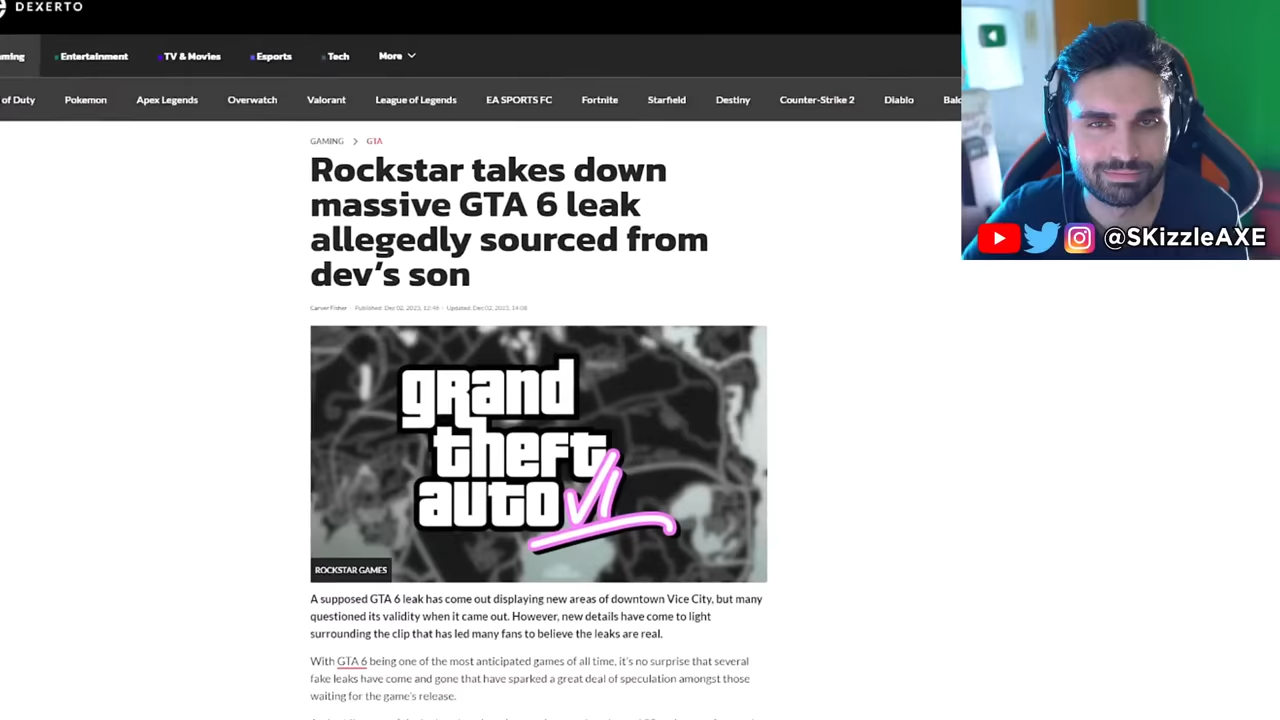 DEXERTO
Entertainment TV & Movies Esports Tech More
of Duty Pokemon Apex Legends Overwatch Valorant League of Legends EA SPORTS FC Fortnite Starfield Destiny Counter-Strike 2 Diablo
GAMING > GTA
Rockstar takes down
massive GTA 6 leak
allegedly sourced from
dev's son
Carver Fisher Published: Dec 02, 2023, 13:46 Updated: Dec 02, 2023, 14:08
grand
theft
auto VI
ROCKSTAR GAMES
A supposed GTA 6 leak has come out displaying new areas of downtown Vice City, but many
questioned its validity when it came out. However, new details have come to light
surrounding the clip that has led many fans to believe the leaks are real.
With GTA 6 being one of the most anticipated games of all time, it's no surprise that several
fake leaks have come and gone that have sparked a great deal of speculation amongst those
waiting for the game's release.
@SKizzleAXE